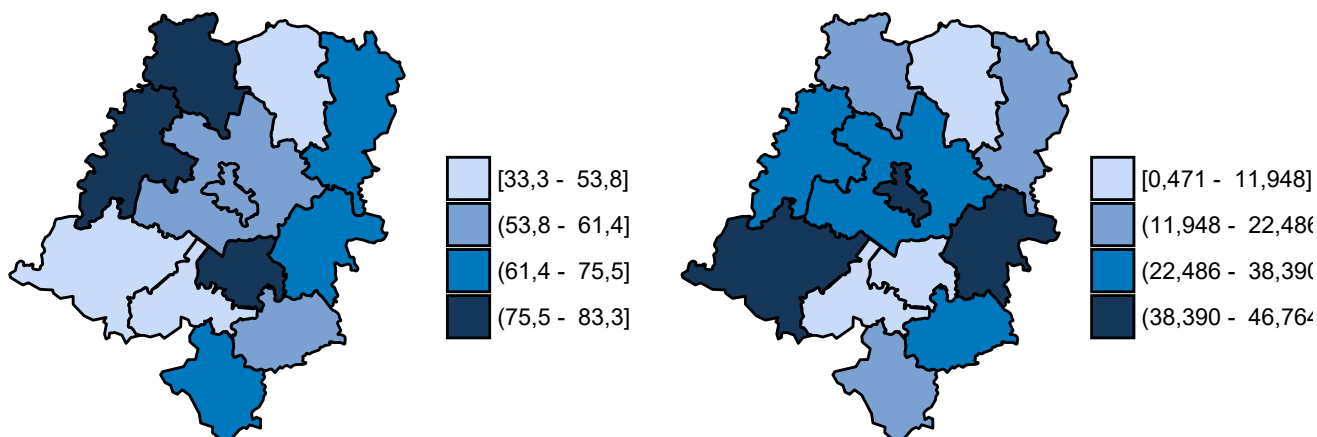 [33,3 - 53,8]
(53,8 - 61,4]
(61,4 - 75,5]
(75,5 - 83,3]
[0,471 - 11,948]
(11,948 - 22,486
(22,486 - 38,390
(38,390 - 46,764